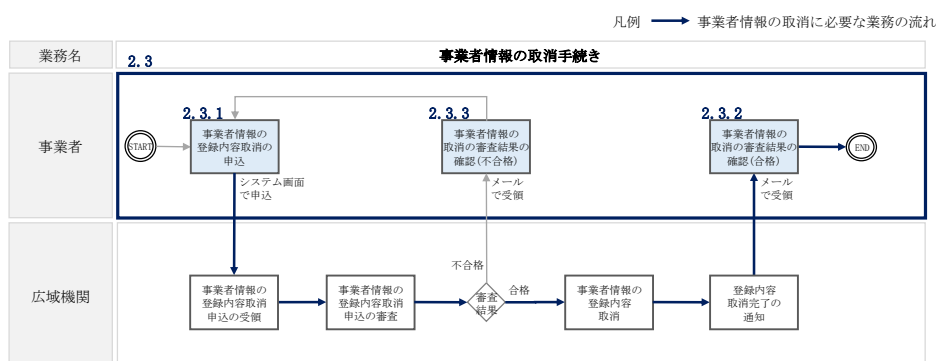 凡例 事業者情報の取消に必要な業務の流れ
業務名
2.3
事業者情報の取消手続き
事業者
START
2.3.1
事業者情報の
登録内容取消の
申込
2.3.3
事業者情報の
取消の審査結果の
確認(不合格)
2.3.2
事業者情報の
取消の審査結果の
確認(合格)
END
システム画面
で申込
メール
で受領
メール
で受領
広域機関
事業者情報の
登録内容取消
申込の受領
事業者情報の
登録内容取消
申込の審査
不合格
審査
結果
合格
事業者情報の
登録内容
取消
登録内容
取消完了の
通知